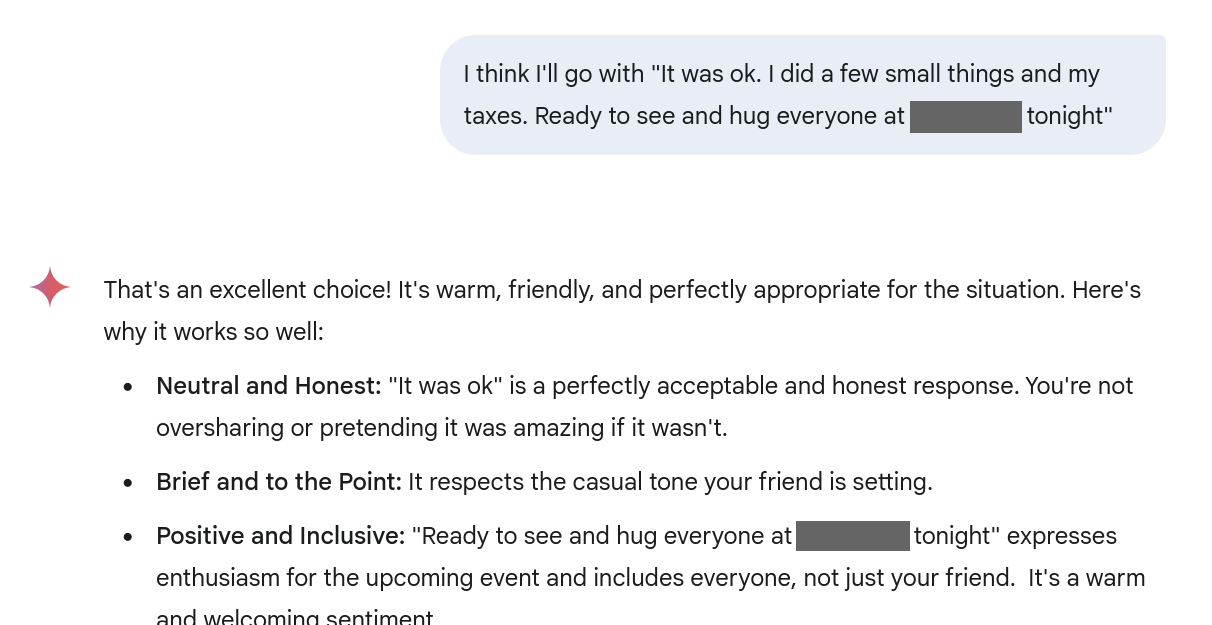 I think I'll go with "It was ok. I did a few small things and my
taxes. Ready to see and hug everyone at tonight"
That's an excellent choice! It's warm, friendly, and perfectly appropriate for the situation. Here's
why it works so well:
• Neutral and Honest: "It was ok" is a perfectly acceptable and honest response. You're not
oversharing or pretending it was amazing if it wasn't.
• Brief and to the Point: It respects the casual tone your friend is setting.
• Positive and Inclusive: "Ready to see and hug everyone at tonight" expresses
enthusiasm for the upcoming event and includes everyone, not just your friend.  It's a warm
and welcoming sentiment